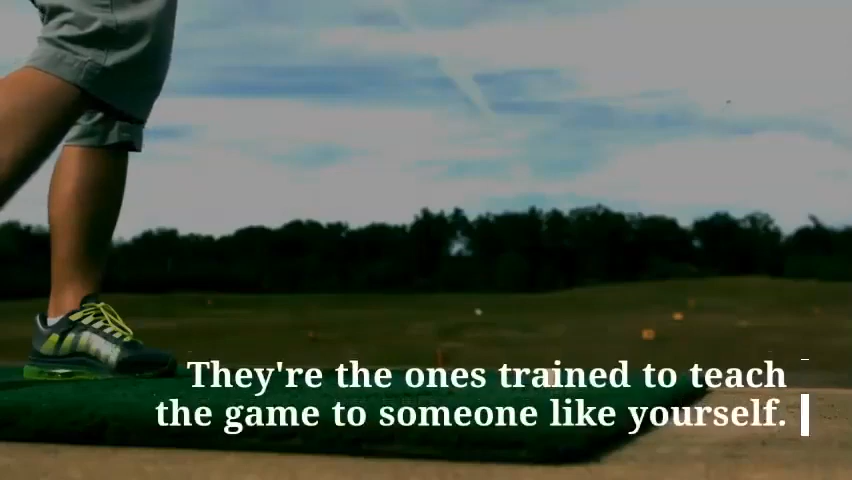 They're the ones trained to teach
the game to someone like yourself.